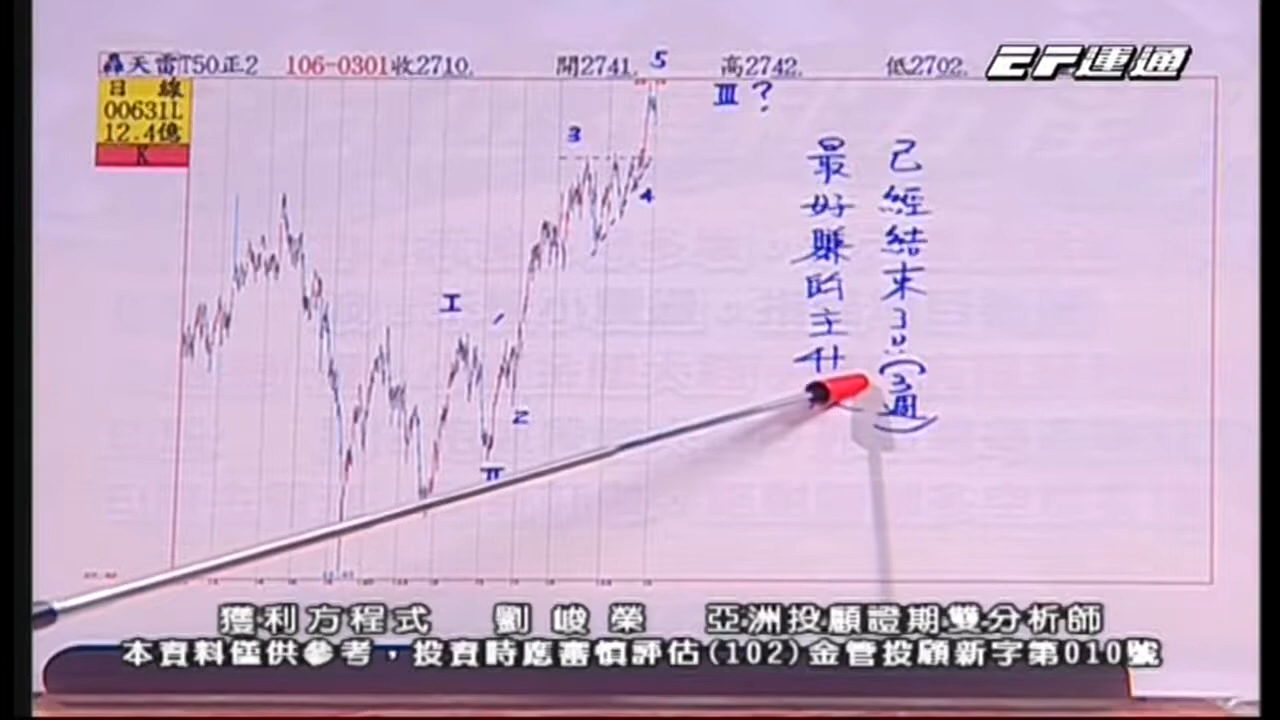 天雷T50正2 106-0301收2710. 開2741. 高2742. 低2702.
EF運通
日 線
00631L
12.4億
K
5
III ?
3
4
I
2
II
已經結束了!(3週)
最好賺的主升
獲利方程式 劉峻榮 亞洲投顧證期雙分析師
本資料僅供參考，投資時應審慎評估(102)金管投顧新字第010號